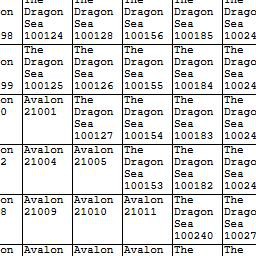 The The The The The
on Dragon Dragon Dragon Dragon Dragon
Sea Sea Sea Sea Sea
98 100124 100128 100156 100185 10024
The The The The The
on Dragon Dragon Dragon Dragon Dragon
Sea Sea Sea Sea Sea
99 100125 100126 100155 100184 10024
on Avalon The The The The
0 21001 Dragon Dragon Dragon Dragon
Sea Sea Sea Sea
100127 100154 100183 10024
on Avalon Avalon The The The
2 21004 21005 Dragon Dragon Dragon
Sea Sea Sea
100153 100182 10024
on Avalon Avalon Avalon The The
8 21009 21010 21011 Dragon Dragon
Sea Sea
100240 10027
on Avalon Avalon Avalon The The